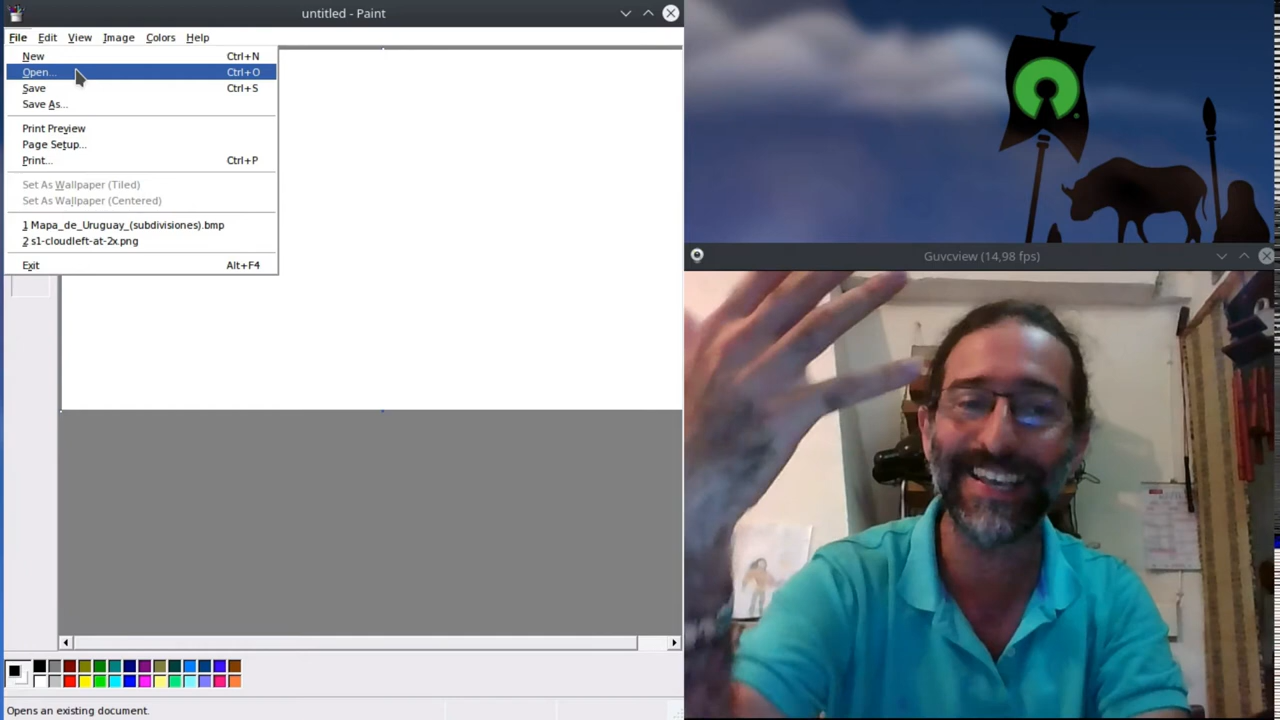 untitled - Paint
File Edit View Image Colors Help
New Ctrl+N
Open... Ctrl+O
Save Ctrl+S
Save As...
Print Preview
Page Setup...
Print... Ctrl+P
Set As Wallpaper (Tiled)
Set As Wallpaper (Centered)
1 Mapa_de_Uruguay_(subdivisiones).bmp
2 s1-cloudleft-at-2x.png
Exit Alt+F4
Opens an existing document.
Guvcview (14,98 fps)